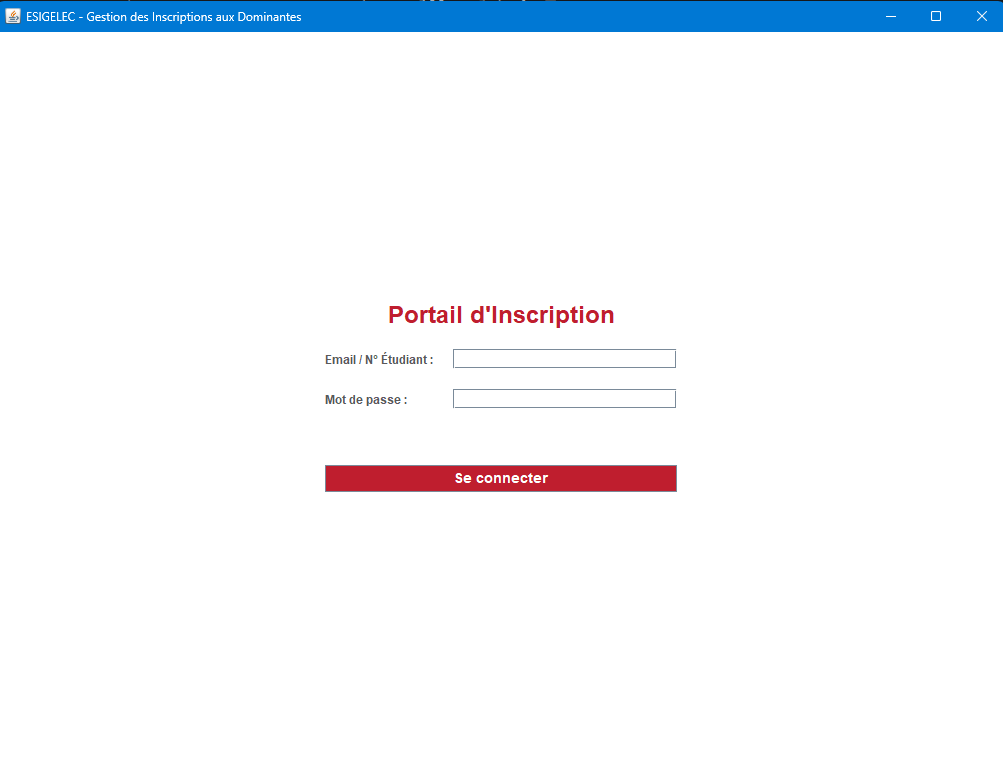 ESIGELEC - Gestion des Inscriptions aux Dominantes
Portail d'Inscription
Email / N° Étudiant :
Mot de passe :
Se connecter